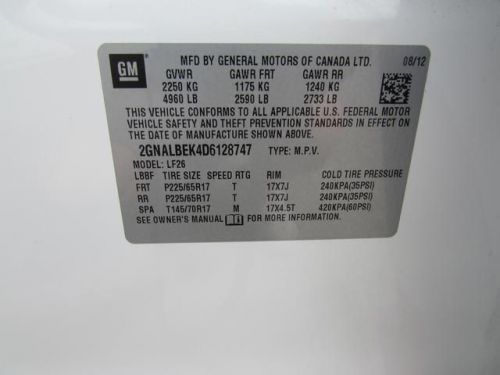 GM
MFD BY GENERAL MOTORS OF CANADA LTD. 08/12
GVWR GAWR FRT GAWR RR
2250 KG 1175 KG 1240 KG
4960 LB 2590 LB 2733 LB
THIS VEHICLE CONFORMS TO ALL APPLICABLE U.S. FEDERAL MOTOR
VEHICLE SAFETY AND THEFT PREVENTION STANDARDS IN EFFECT ON
THE DATE OF MANUFACTURE SHOWN ABOVE.
2GNALBEK4D6128747 TYPE: M.P.V.
MODEL: LF26
LBBF TIRE SIZE SPEED RTG RIM COLD TIRE PRESSURE
FRT P225/65R17 T 17X7J 240KPA(35PSI)
RR P225/65R17 T 17X7J 240KPA(35PSI)
SPA T145/70R17 M 17X4.5T 420KPA(60PSI)
SEE OWNER'S MANUAL FOR MORE INFORMATION.